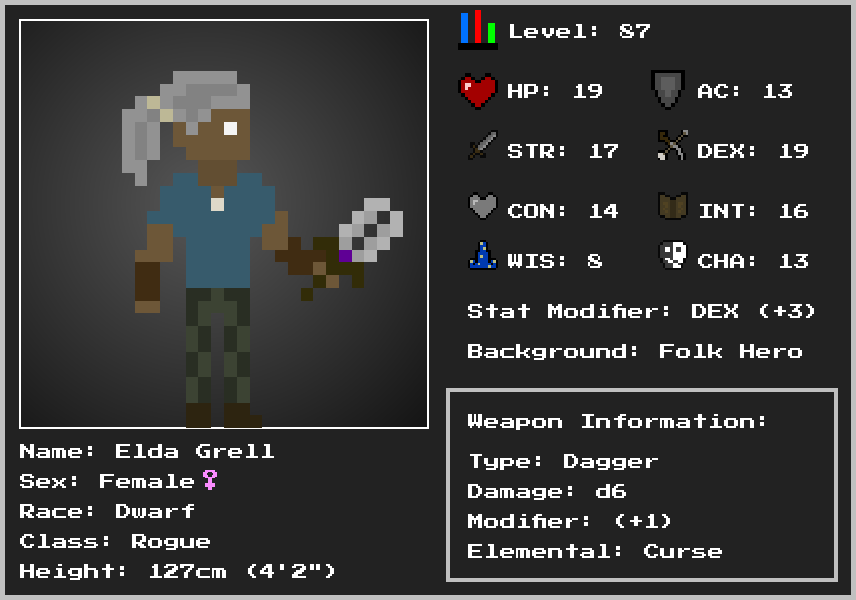 Level: 87
HP: 19
AC: 13
STR: 17
DEX: 19
CON: 14
INT: 16
WIS: 8
CHA: 13
Stat Modifier: DEX (+3)
Background: Folk Hero
Name: Elda Grell
Sex: Female♀
Race: Dwarf
Class: Rogue
Height: 127cm (4'2")
Weapon Information:
Type: Dagger
Damage: d6
Modifier: (+1)
Elemental: Curse